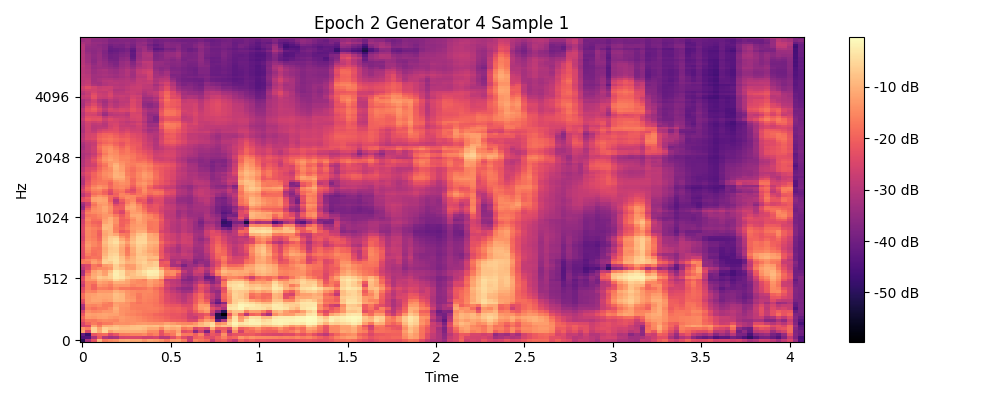 Epoch 2 Generator 4 Sample 1
Hz
4096
2048
1024
512
0
0 0.5 1 1.5 2 2.5 3 3.5 4
Time
-10 dB
-20 dB
-30 dB
-40 dB
-50 dB